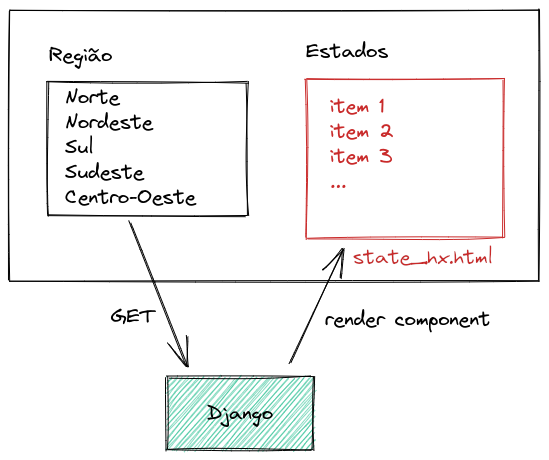 Região
Norte
Nordeste
Sul
Sudeste
Centro-Oeste
Estados
item 1
item 2
item 3
...
state_hx.html
GET
render component
Django